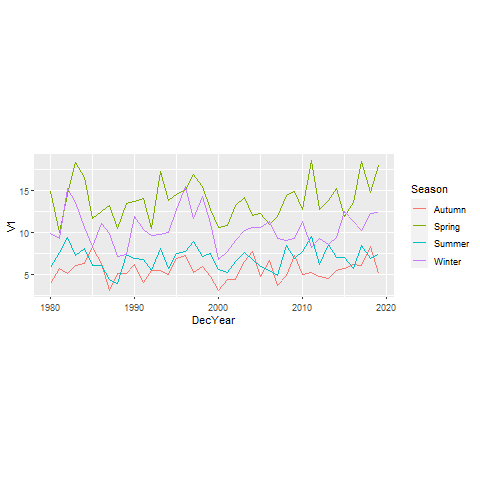 15
10
5
V1
1980
1990
2000
2010
2020
DecYear
Season
Autumn
Spring
Summer
Winter